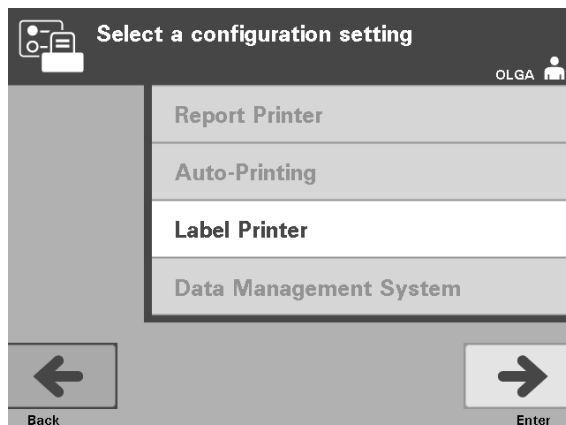 Select a configuration setting
OLGA
Report Printer
Auto-Printing
Label Printer
Data Management System
Back
Enter